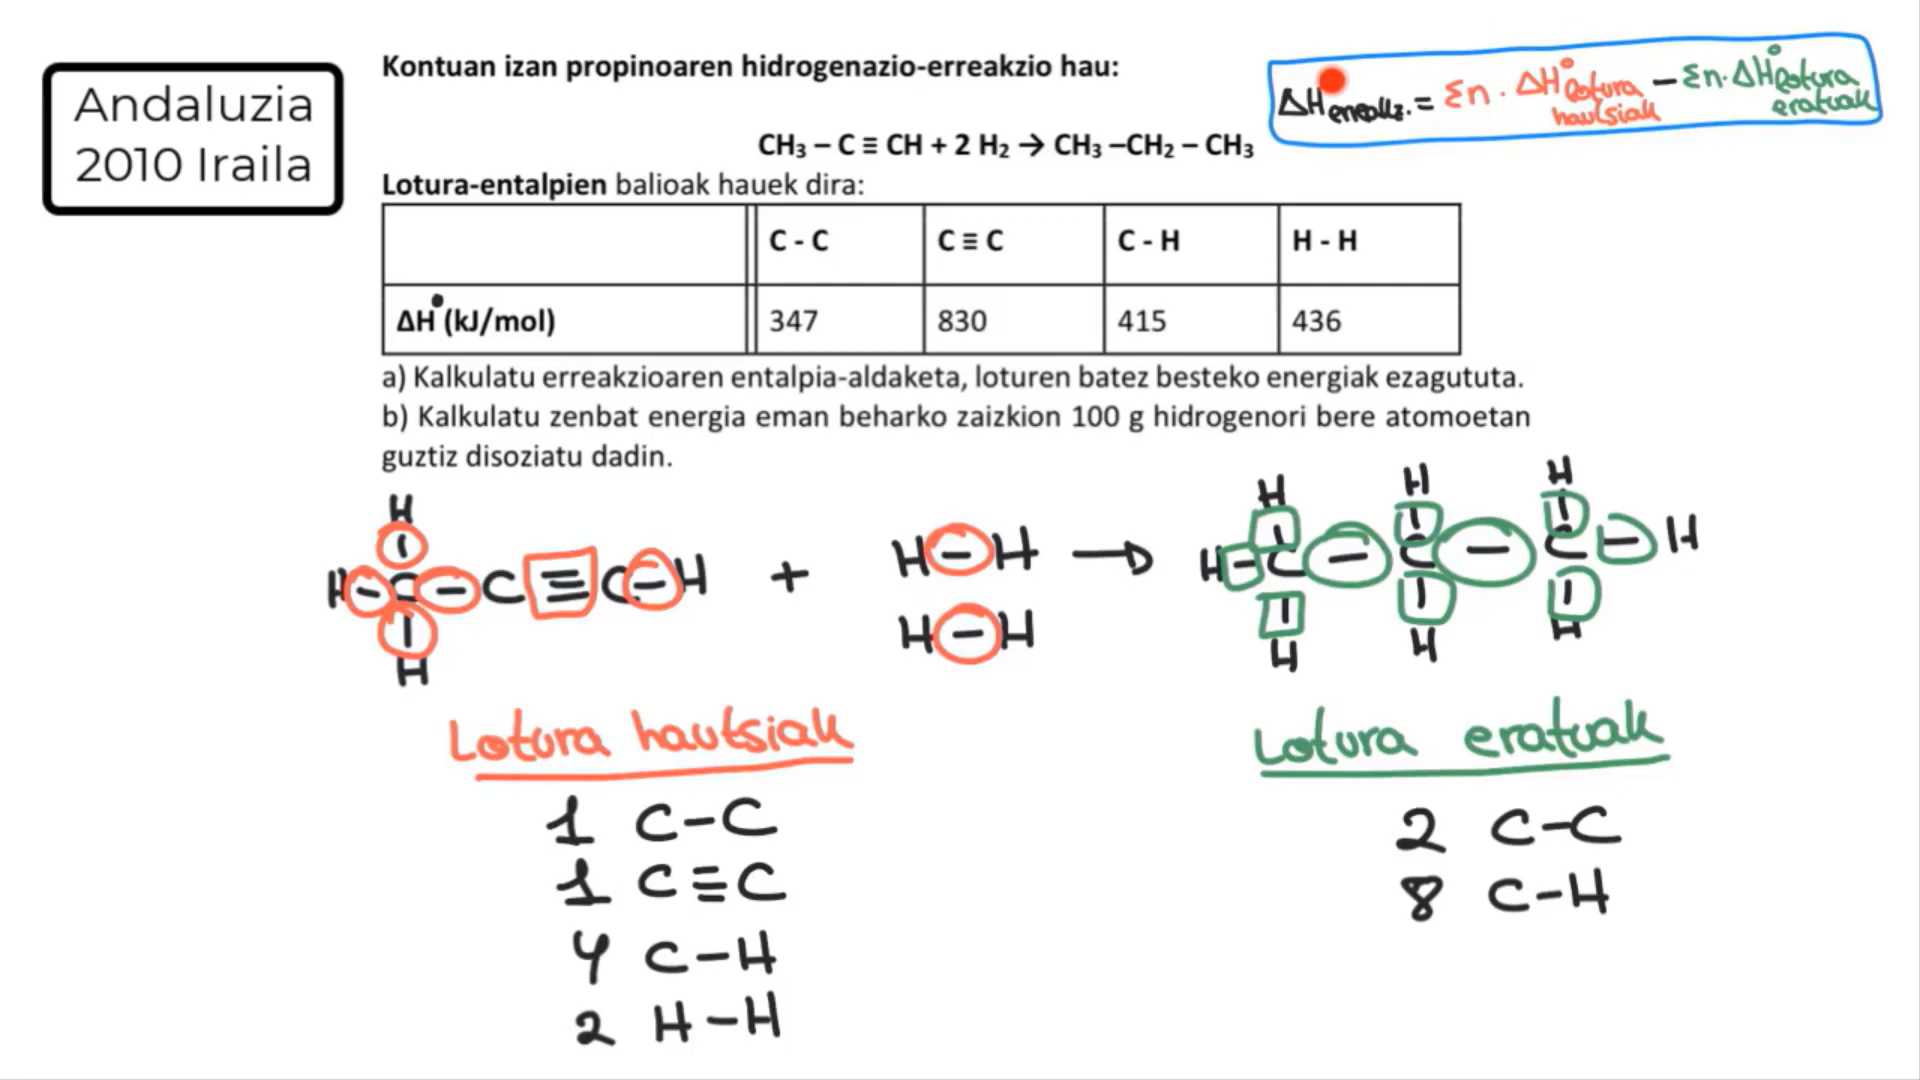 Andaluzia
2010 Iraila
Kontuan izan propinoaren hidrogenazio-erreakzio hau:
ΔH°erreakz. = Σn · ΔH°lotura hautsiak − Σn · ΔH°lotura eratuak
CH₃ – C ≡ CH + 2 H₂ → CH₃ –CH₂ – CH₃
Lotura-entalpien balioak hauek dira:
C - C C ≡ C C - H H - H
ΔH°(kJ/mol) 347 830 415 436
a) Kalkulatu erreakzioaren entalpia-aldaketa, loturen batez besteko energiak ezagututa.
b) Kalkulatu zenbat energia eman beharko zaizkion 100 g hidrogenori bere atomoetan
guztiz disoziatu dadin.
H H H H
H - C - C ≡ C - H + H - H → H - C - C - C - H
H - H
H H H H
Lotura hautsiak
1 C-C
1 C≡C
4 C-H
2 H-H
Lotura eratuak
2 C-C
8 C-H